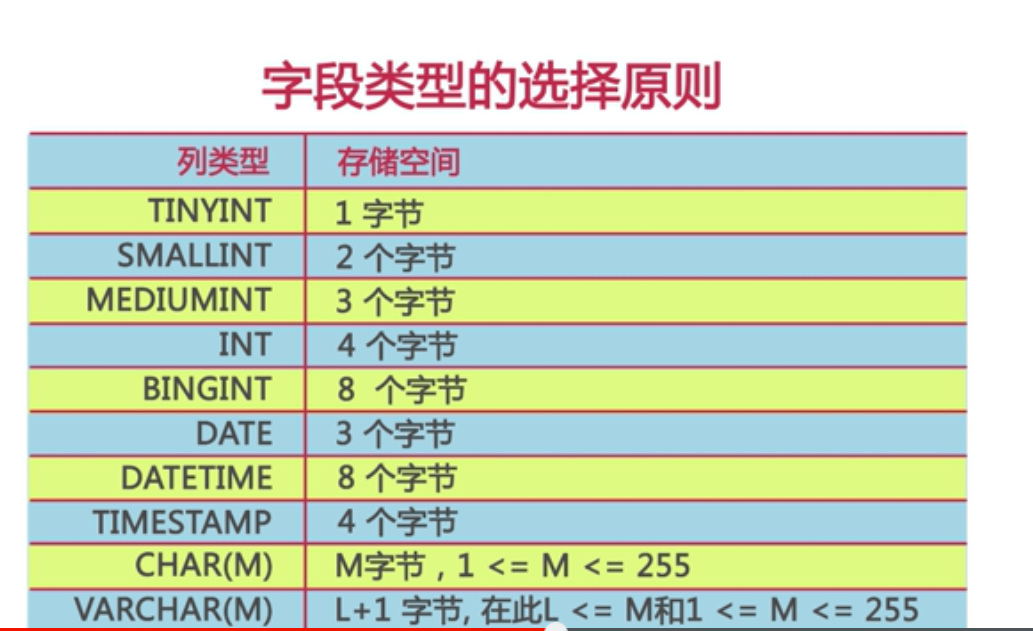 字段类型的选择原则
列类型 存储空间
TINYINT 1 字节
SMALLINT 2 个字节
MEDIUMINT 3 个字节
INT 4 个字节
BINGINT 8 个字节
DATE 3 个字节
DATETIME 8 个字节
TIMESTAMP 4 个字节
CHAR(M) M字节 , 1 <= M <= 255
VARCHAR(M) L+1 字节, 在此L <= M和1 <= M <= 255